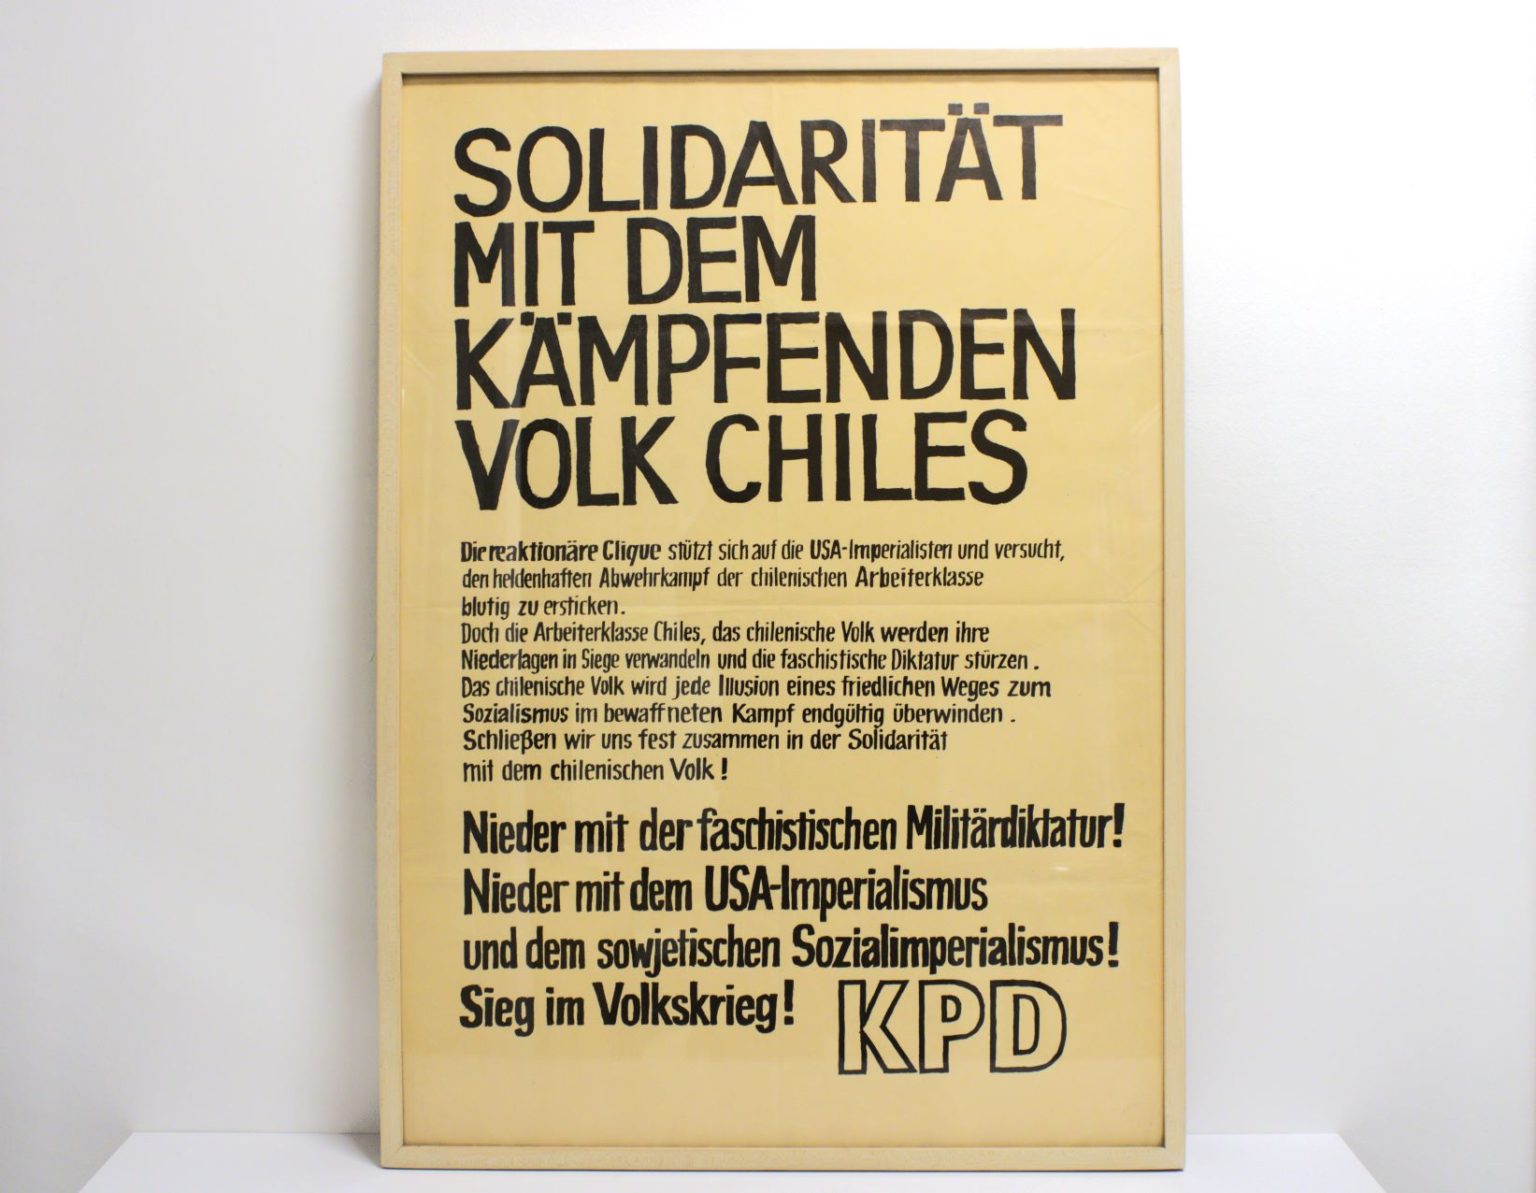 SOLIDARITÄT
MIT DEM
KÄMPFENDEN
VOLK CHILES
Die reaktionäre Clique stützt sich auf die USA-Imperialisten und versucht,
den heldenhaften Abwehrkampf der chilenischen Arbeiterklasse
blutig zu ersticken.
Doch die Arbeiterklasse Chiles, das chilenische Volk werden ihre
Niederlagen in Siege verwandeln und die faschistische Diktatur stürzen.
Das chilenische Volk wird jede Illusion eines friedlichen Weges zum
Sozialismus im bewaffneten Kampf endgültig überwinden.
Schließen wir uns fest zusammen in der Solidarität
mit dem chilenischen Volk!
Nieder mit der faschistischen Militärdiktatur!
Nieder mit dem USA-Imperialismus
und dem sowjetischen Sozialimperialismus!
Sieg im Volkskrieg! KPD